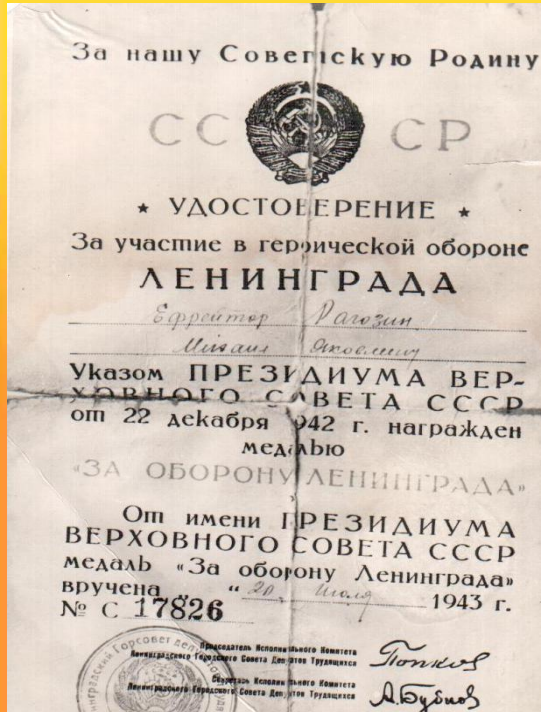 За нашу Советскую Родину
СС СР
★ УДОСТОВЕРЕНИЕ ★
За участие в героической обороне
ЛЕНИНГРАДА
Ефрейтор Рагозин
Михаил Яковлевич
Указом ПРЕЗИДИУМА ВЕР-
ХОВНОГО СОВЕТА СССР
от 22 декабря 1942 г. награжден
медалью
«ЗА ОБОРОНУ ЛЕНИНГРАДА»
От имени ПРЕЗИДИУМА
ВЕРХОВНОГО СОВЕТА СССР
медаль «За оборону Ленинграда»
вручена „20“ июля 1943 г.
№ С 17826
Председатель Исполнительного Комитета
Ленинградского Городского Совета Депутатов Трудящихся
Попков
Секретарь Исполнительного Комитета
Ленинградского Городского Совета Депутатов Трудящихся
А.Бубнов
Горсовет